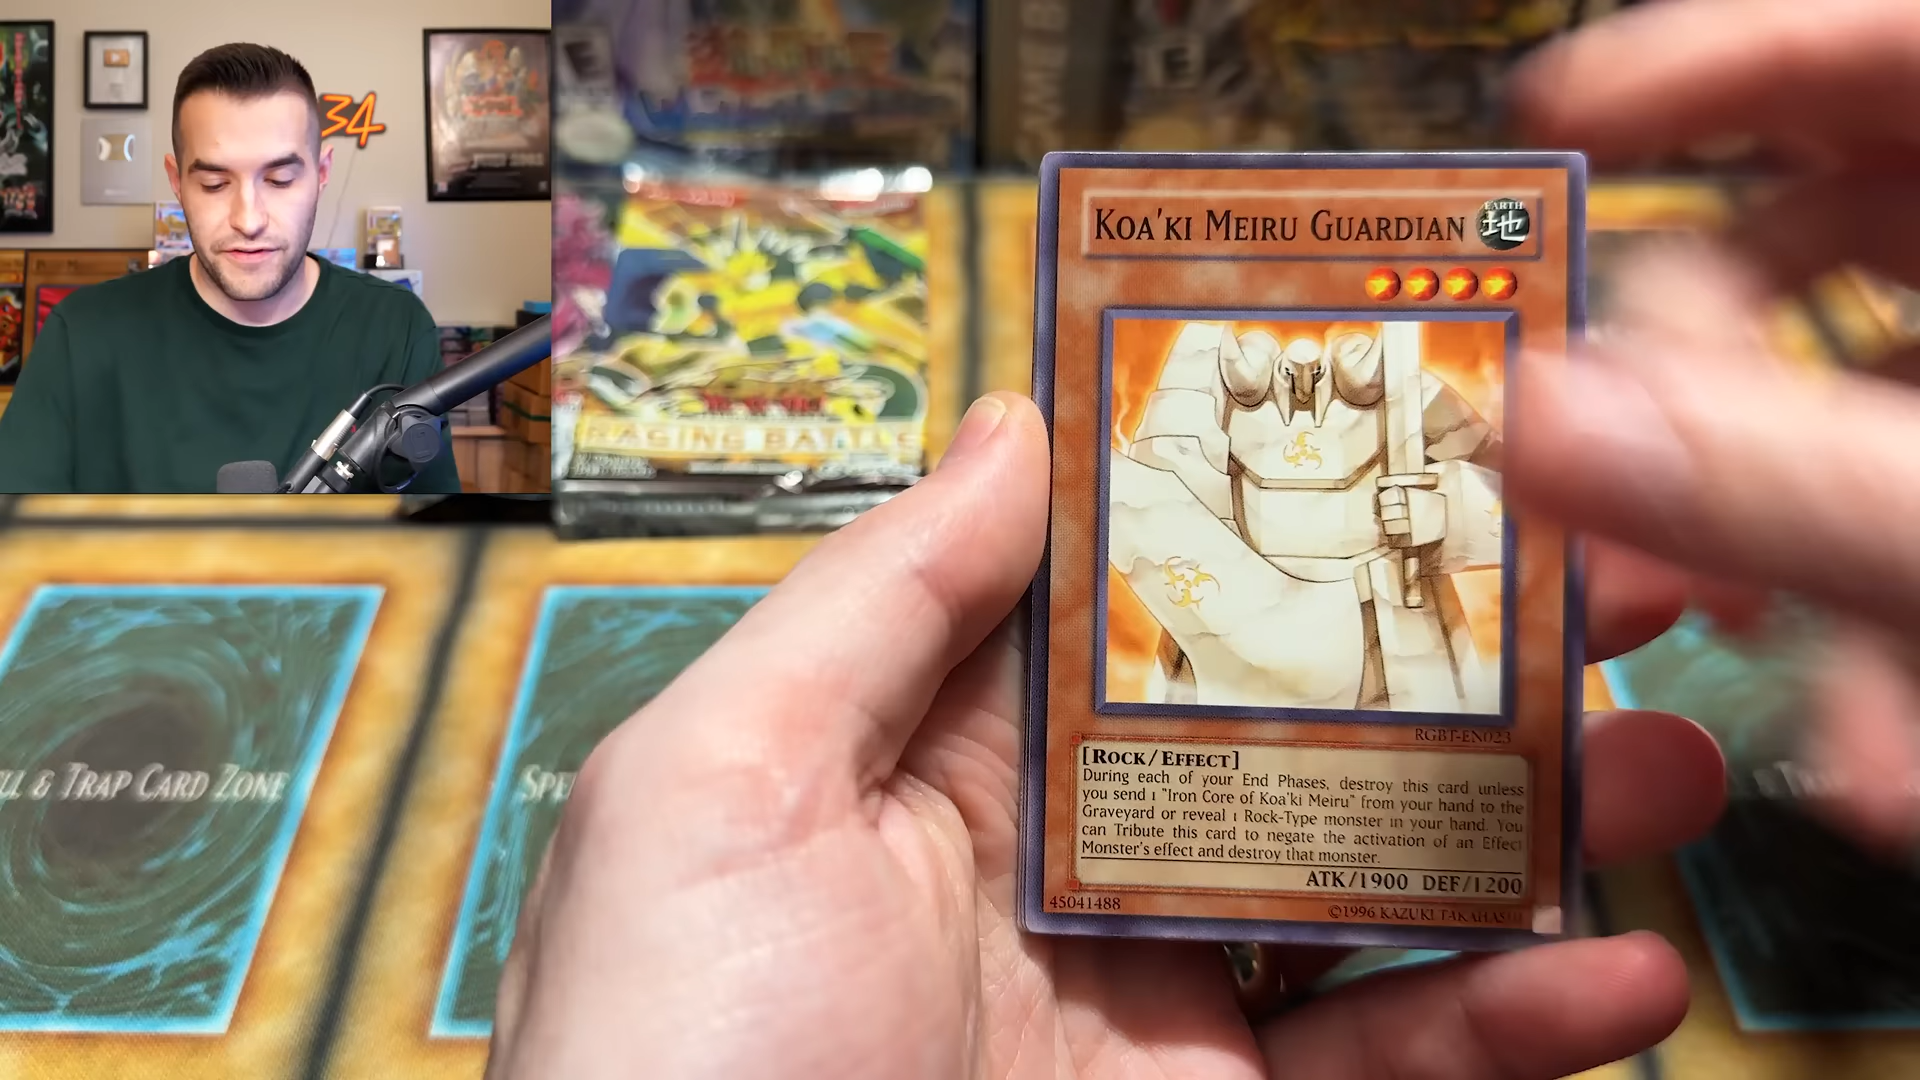 34
E
E
RAGING BATTLE
KOA'KI MEIRU GUARDIAN
EARTH
地
RGBT-EN023
[ROCK/EFFECT]
During each of your End Phases, destroy this card unless
you send 1 "Iron Core of Koa'ki Meiru" from your hand to the
Graveyard or reveal 1 Rock-Type monster in your hand. You
can Tribute this card to negate the activation of an Effect
Monster's effect and destroy that monster.
ATK/1900 DEF/1200
45041488
©1996 KAZUKI TAKAHASHI
LL & TRAP CARD ZONE
SPE